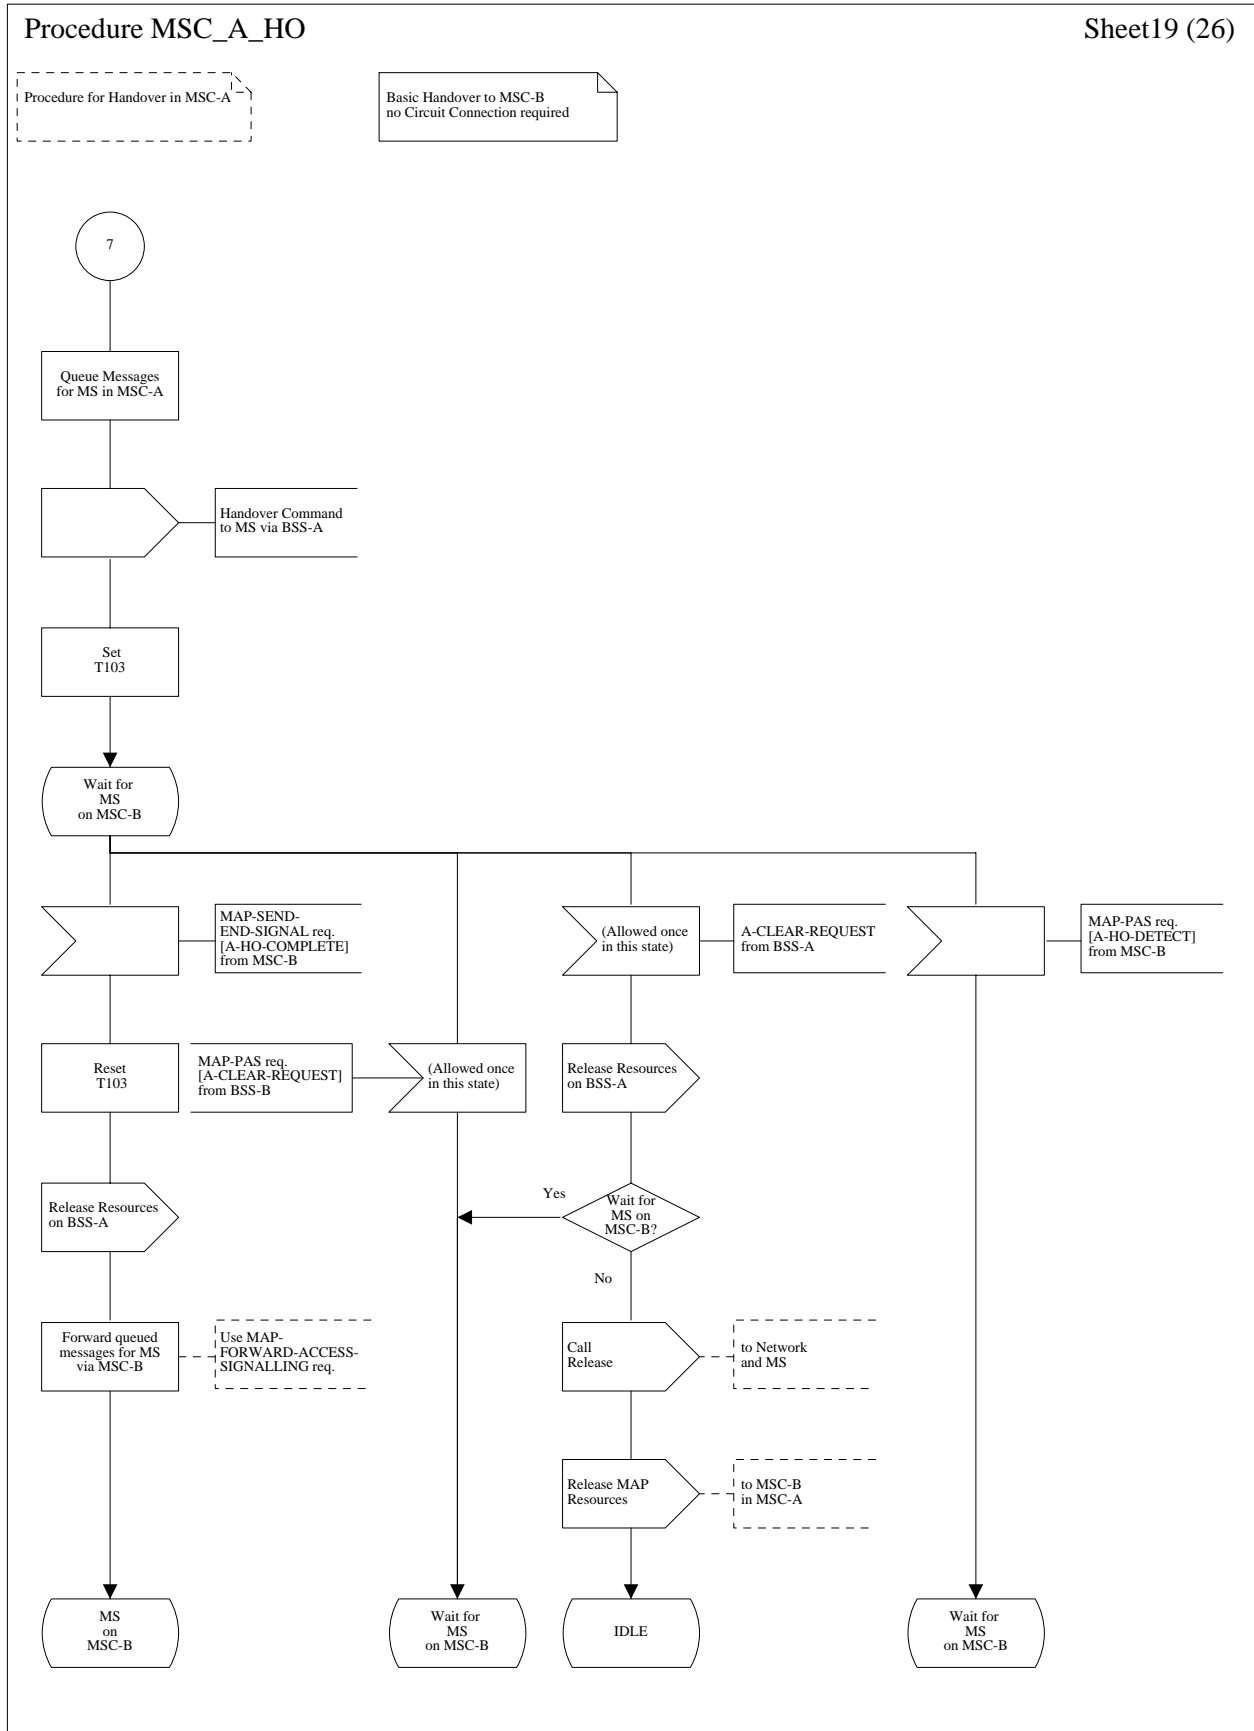 Procedure MSC_A_HO
Sheet19 (26)
Procedure for Handover in MSC-A
Basic Handover to MSC-B
no Circuit Connection required
7
Queue Messages
for MS in MSC-A
Handover Command
to MS via BSS-A
Set
T103
Wait for
MS
on MSC-B
MAP-SEND-
END-SIGNAL req.
[A-HO-COMPLETE]
from MSC-B
(Allowed once
in this state)
A-CLEAR-REQUEST
from BSS-A
MAP-PAS req.
[A-HO-DETECT]
from MSC-B
Reset
T103
MAP-PAS req.
[A-CLEAR-REQUEST]
from BSS-B
(Allowed once
in this state)
Release Resources
on BSS-A
Release Resources
on BSS-A
Yes
Wait for
MS on
MSC-B?
No
Forward queued
messages for MS
via MSC-B
Use MAP-
FORWARD-ACCESS-
SIGNALLING req.
Call
Release
to Network
and MS
Release MAP
Resources
to MSC-B
in MSC-A
MS
on
MSC-B
Wait for
MS
on MSC-B
IDLE
Wait for
MS
on MSC-B